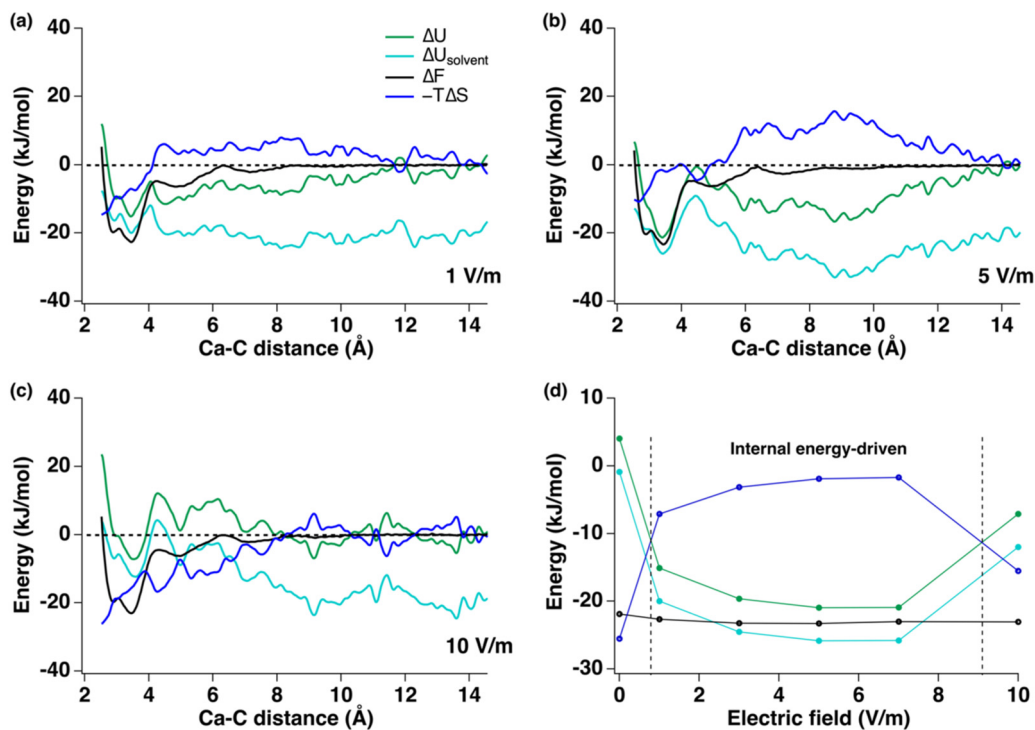 (a)
40
20
0
-20
-40
Energy (kJ/mol)
ΔU
ΔUsolvent
ΔF
–TΔS
1 V/m
2 4 6 8 10 12 14
Ca-C distance (Å)
(b)
40
20
0
-20
-40
Energy (kJ/mol)
5 V/m
2 4 6 8 10 12 14
Ca-C distance (Å)
(c)
40
20
0
-20
-40
Energy (kJ/mol)
10 V/m
2 4 6 8 10 12 14
Ca-C distance (Å)
(d)
10
0
-10
-20
-30
Energy (kJ/mol)
Internal energy-driven
0 2 4 6 8 10
Electric field (V/m)